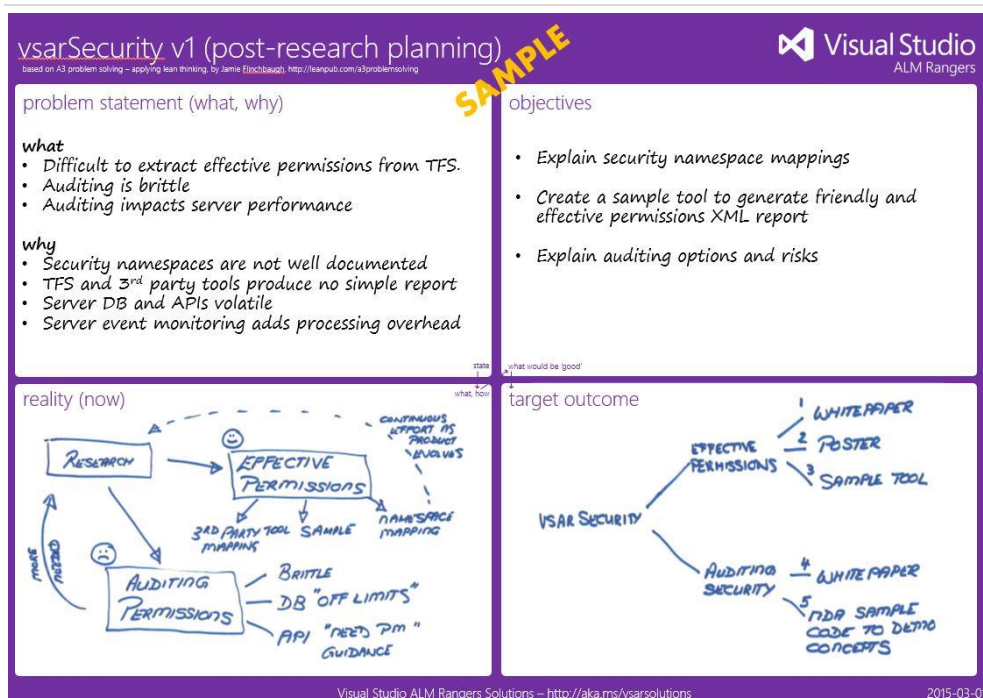 vsarSecurity v1 (post-research planning)
based on A3 problem solving – applying lean thinking, by Jamie Flinchbaugh, http://leanpub.com/a3problemsolving
SAMPLE
Visual Studio
ALM Rangers
problem statement (what, why)
what
• Difficult to extract effective permissions from TFS.
• Auditing is brittle
• Auditing impacts server performance
why
• Security namespaces are not well documented
• TFS and 3rd party tools produce no simple report
• Server DB and APIs volatile
• Server event monitoring adds processing overhead
objectives
• Explain security namespace mappings
• Create a sample tool to generate friendly and
effective permissions XML report
• Explain auditing options and risks
state
what would be 'good'
what, how
reality (now)
RESEARCH
CONTINUOUS
EFFORT AS
PRODUCT
EVOLVES
EFFECTIVE
PERMISSIONS
3RD PARTY TOOL
MAPPING
SAMPLE
NAMESPACE
MAPPING
MORE
NEEDED
AUDITING
PERMISSIONS
BRITTLE
DB "OFF LIMITS"
API "NEED PM"
GUIDANCE
target outcome
VSAR SECURITY
EFFECTIVE
PERMISSIONS
1 WHITEPAPER
2 POSTER
3 SAMPLE TOOL
AUDITING
SECURITY
4 WHITEPAPER
5 NDA SAMPLE
CODE TO DEMO
CONCEPTS
Visual Studio ALM Rangers Solutions – http://aka.ms/vsarsolutions